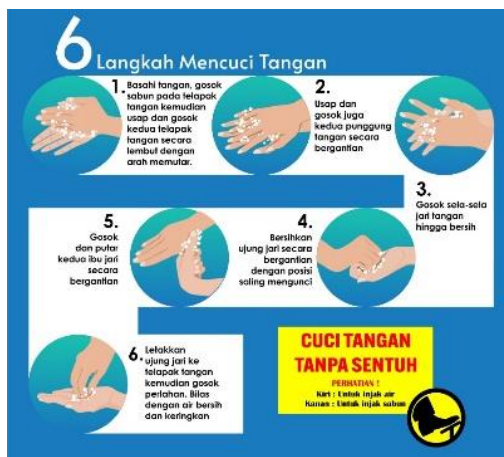 6 Langkah Mencuci Tangan
1. Basahi tangan, gosok
sabun pada telapak
tangan kemudian
usap dan gosok
kedua telapak
tangan secara
lembut dengan
arah memutar.
2.
Usap dan
gosok juga
kedua punggung
tangan secara
bergantian
3.
Gosok sela-sela
jari tangan
hingga bersih
4.
Bersihkan
ujung jari secara
bergantian
dengan posisi
saling mengunci
5.
Gosok
dan putar
kedua ibu jari
secara
bergantian
6. Letakkan
ujung jari ke
telapak tangan
kemudian gosok
perlahan. Bilas
dengan air bersih
dan keringkan
CUCI TANGAN
TANPA SENTUH
PERHATIAN !
Kiri : Untuk injak air
Kanan : Untuk injak sabun